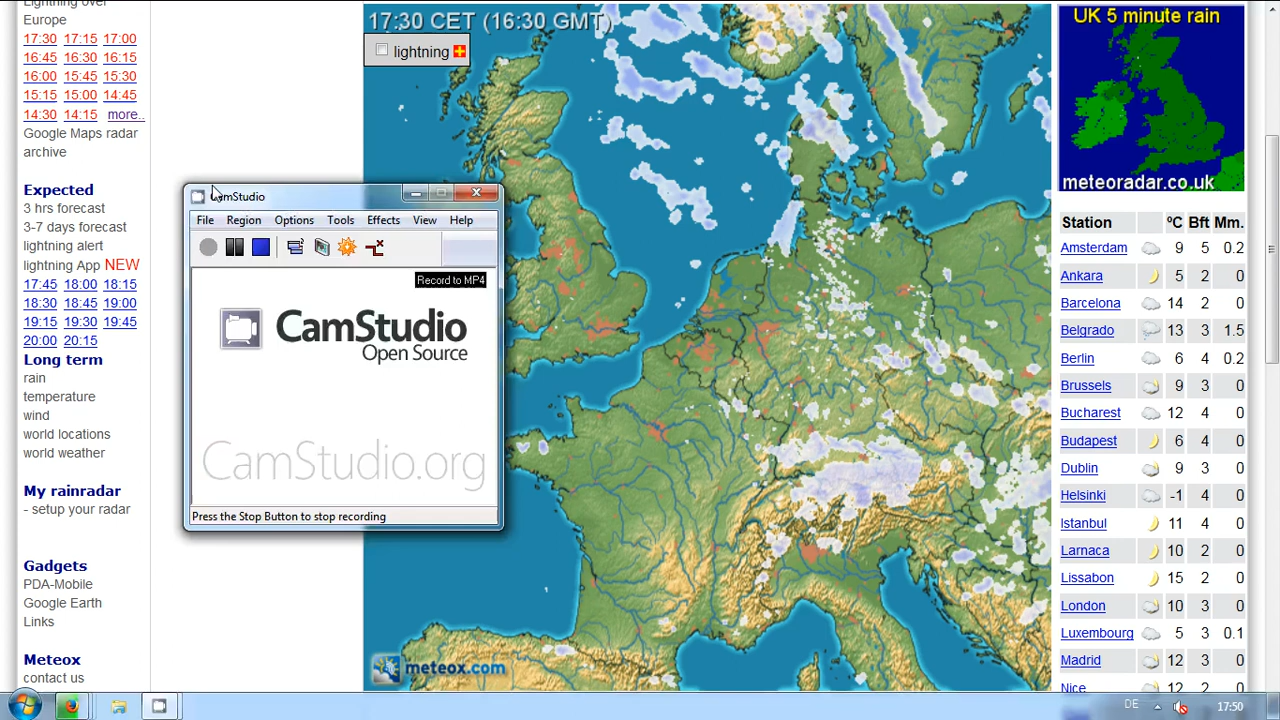 Lightning over
Europe
17:30 17:15 17:00
16:45 16:30 16:15
16:00 15:45 15:30
15:15 15:00 14:45
14:30 14:15 more..
Google Maps radar
archive
Expected
3 hrs forecast
3-7 days forecast
lightning alert
lightning App NEW
17:45 18:00 18:15
18:30 18:45 19:00
19:15 19:30 19:45
20:00 20:15
Long term
rain
temperature
wind
world locations
world weather
My rainradar
- setup your radar
Gadgets
PDA-Mobile
Google Earth
Links
Meteox
contact us
17:30 CET (16:30 GMT)
lightning
CamStudio
File Region Options Tools Effects View Help
Record to MP4
CamStudio
Open Source
CamStudio.org
Press the Stop Button to stop recording
meteox.com
UK 5 minute rain
meteoradar.co.uk
Station ºC Bft Mm.
Amsterdam 9 5 0.2
Ankara 5 2 0
Barcelona 14 2 0
Belgrado 13 3 1.5
Berlin 6 4 0.2
Brussels 9 3 0
Bucharest 12 4 0
Budapest 6 4 0
Dublin 9 3 0
Helsinki -1 4 0
Istanbul 11 4 0
Larnaca 10 2 0
Lissabon 15 2 0
London 10 3 0
Luxembourg 5 3 0.1
Madrid 12 3 0
Nice 12 2 0
DE 17:50